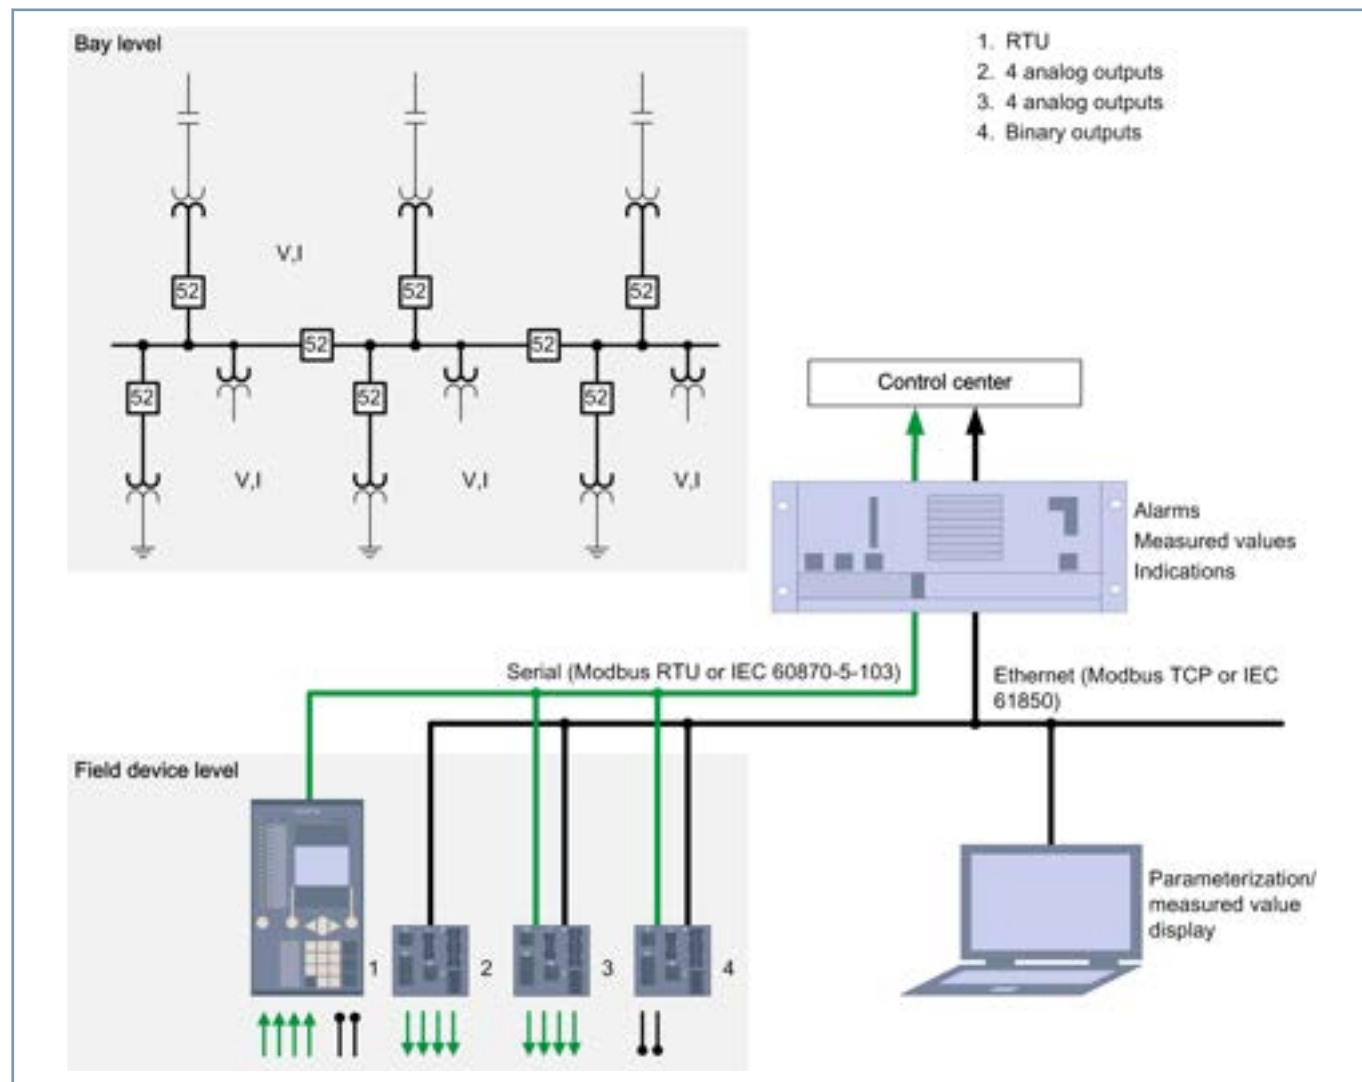 Bay level
1. RTU
2. 4 analog outputs
3. 4 analog outputs
4. Binary outputs
V,I
52
52
52
52
52
Control center
52
52
52
V,I
V,I
V,I
Alarms
Measured values
Indications
Serial (Modbus RTU or IEC 60870-5-103)
Ethernet (Modbus TCP or IEC
61850)
Field device level
Parameterization/
measured value
display
1
2
3
4